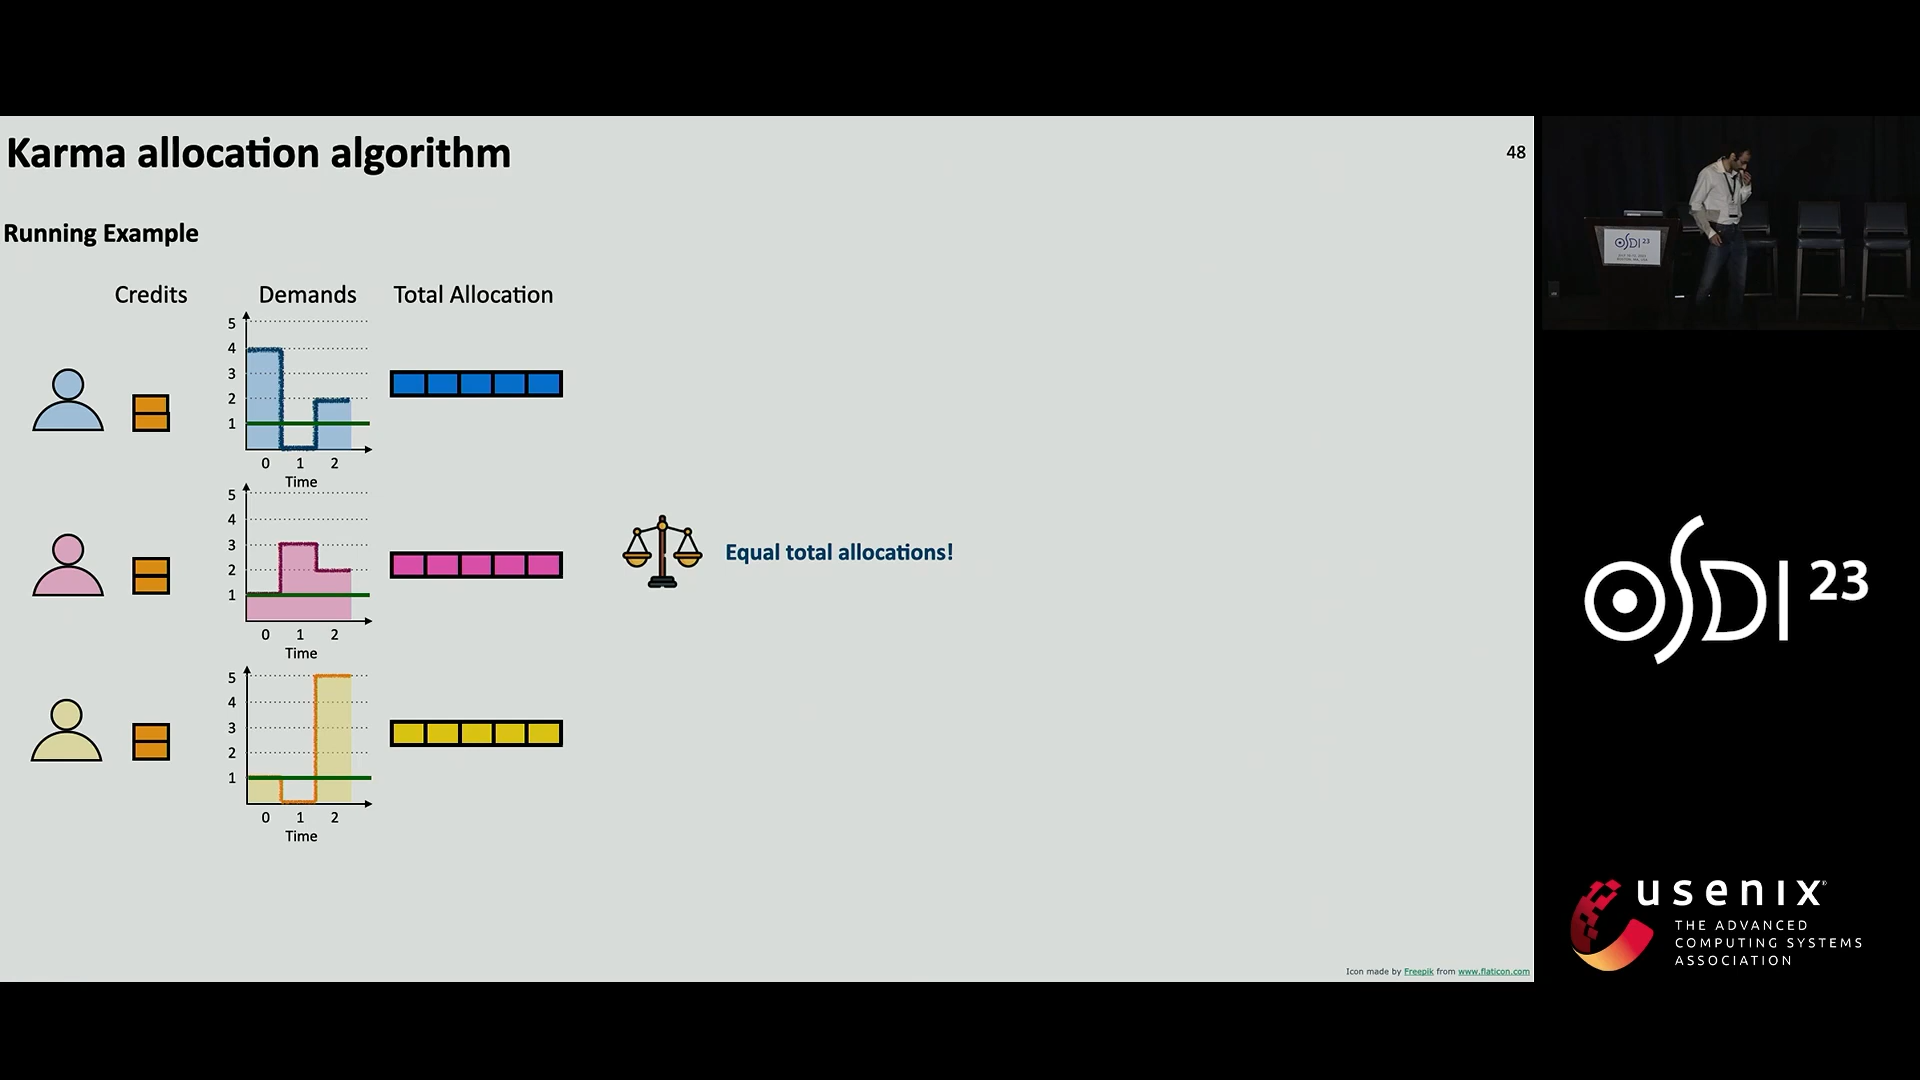 Karma allocation algorithm
48
Running Example
Credits Demands Total Allocation
5
4
3
2
1
0 1 2
Time
5
4
3
2
1
0 1 2
Time
Equal total allocations!
5
4
3
2
1
0 1 2
Time
Icon made by Freepik from www.flaticon.com
OSDI 23
OSDI 23
usenix
THE ADVANCED
COMPUTING SYSTEMS
ASSOCIATION